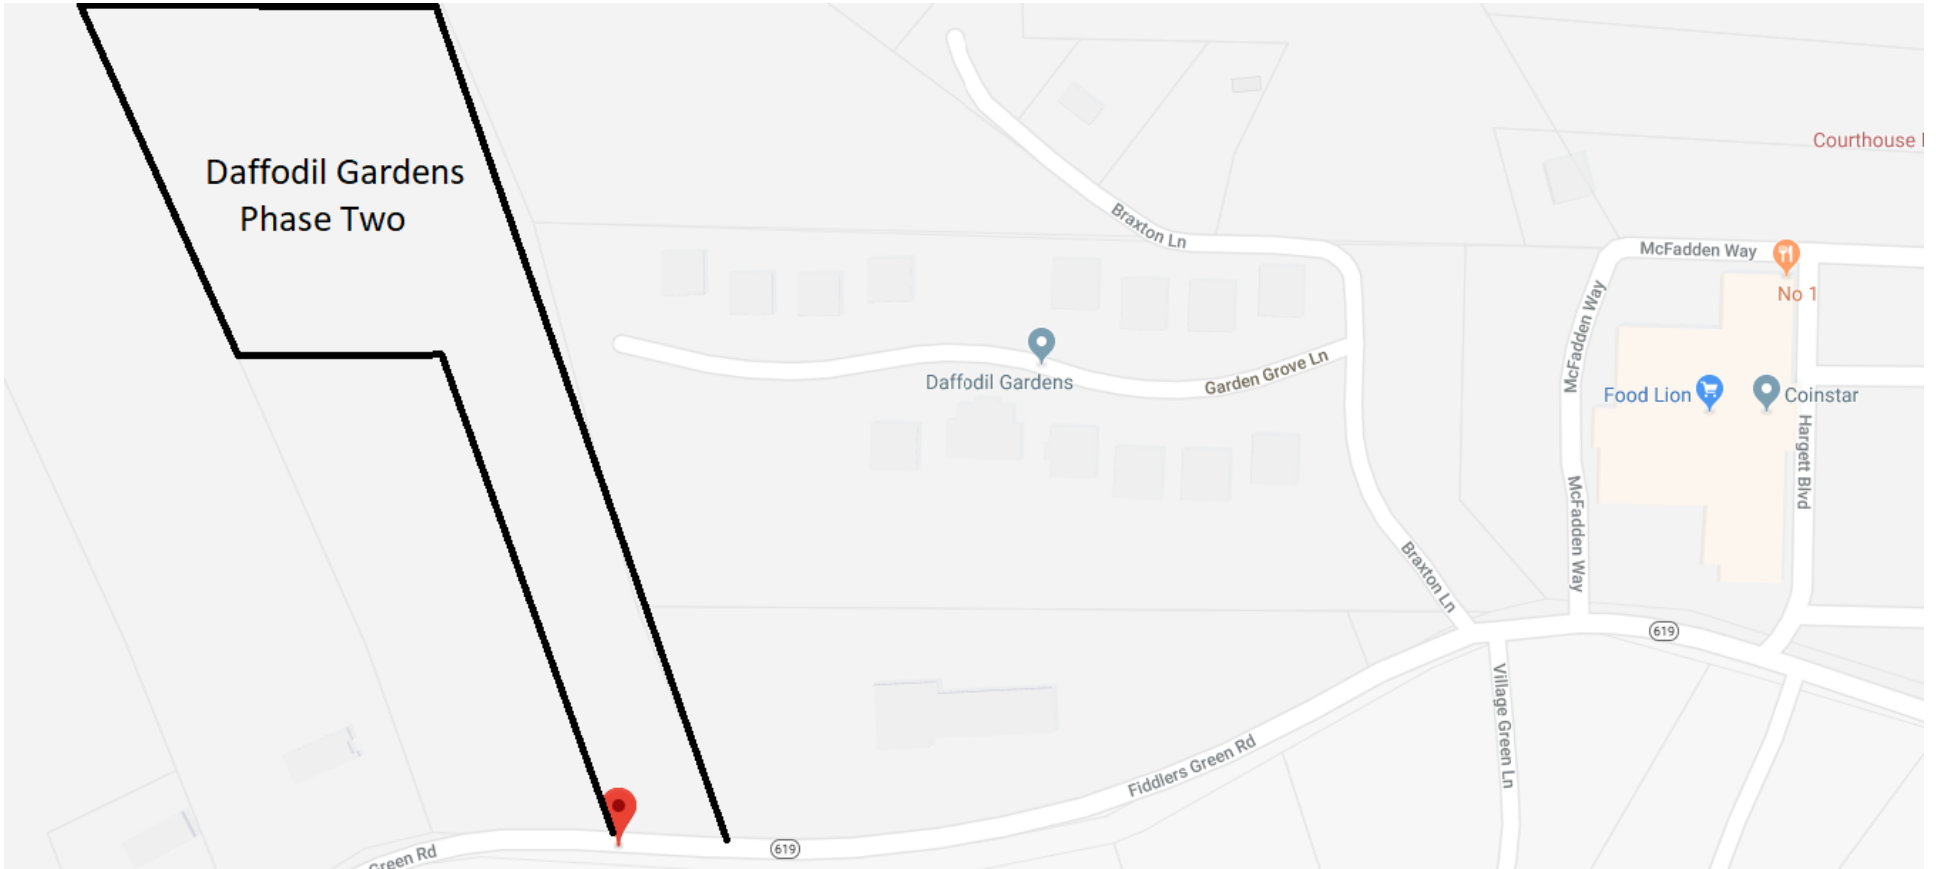 Daffodil Gardens
Phase Two
Braxton Ln
Courthouse
McFadden Way
No 1
McFadden Way
Garden Grove Ln
Daffodil Gardens
Food Lion
Coinstar
Hargett Blvd
McFadden Way
Braxton Ln
619
Village Green Ln
Fiddlers Green Rd
619
Green Rd